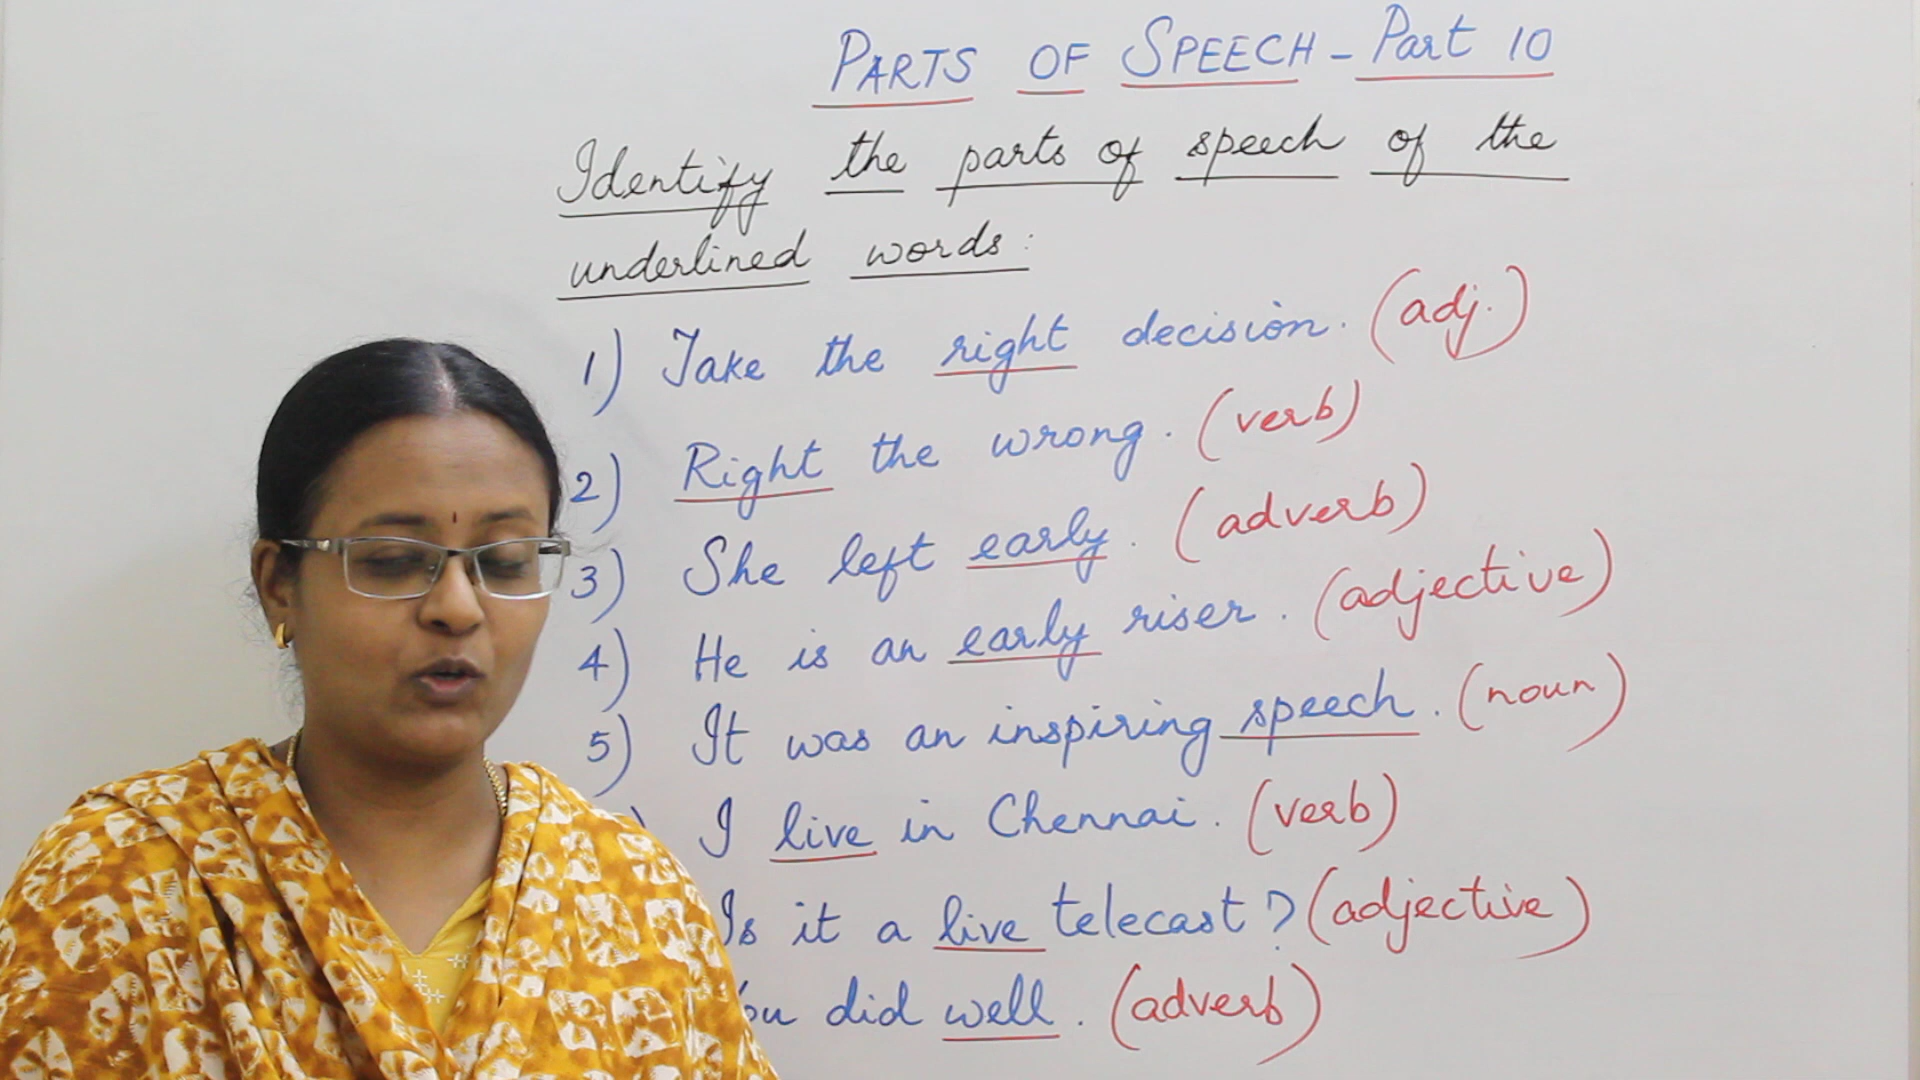 PARTS OF SPEECH - Part 10
Identify the parts of speech of the
underlined words:
1) Take the right decision. (adj.)
2) Right the wrong. (verb)
3) She left early. (adverb)
4) He is an early riser. (adjective)
5) It was an inspiring speech. (noun)
) I live in Chennai. (verb)
Is it a live telecast? (adjective)
did well. (adverb)